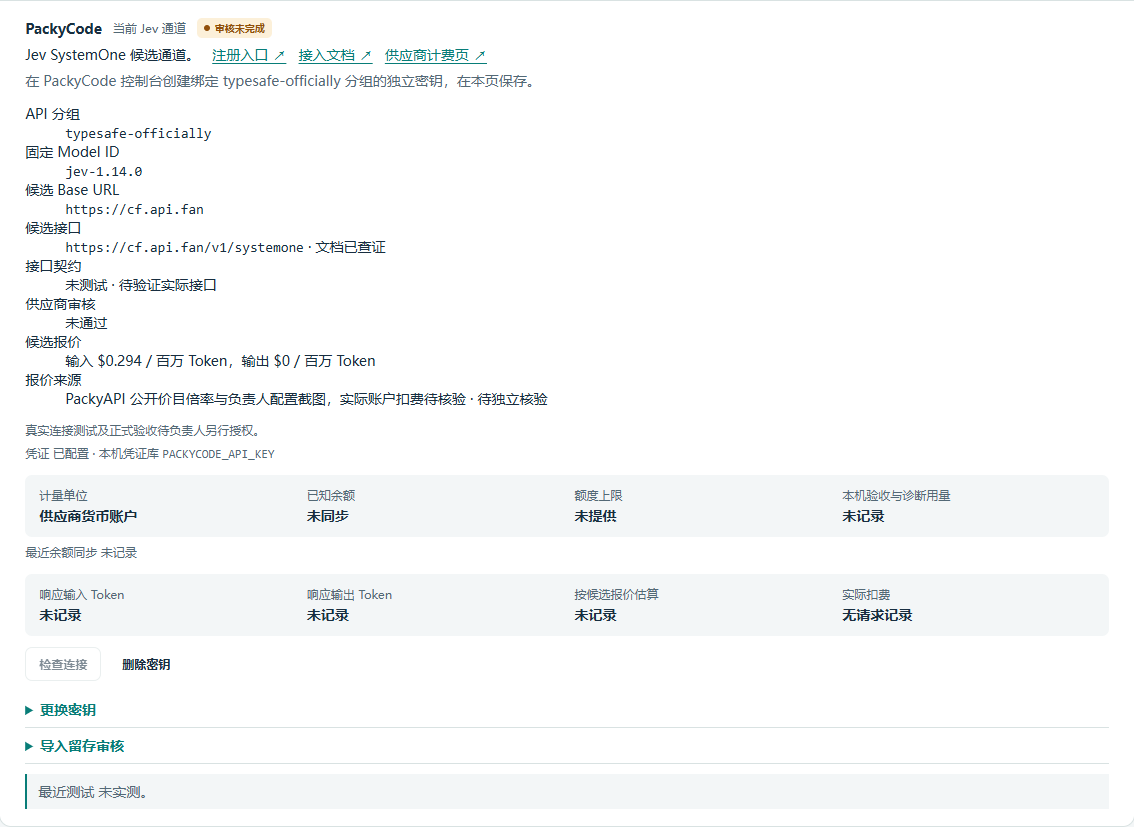 PackyCode 当前 Jev 通道 审核未完成
Jev SystemOne 候选通道。 注册入口 ↗ 接入文档 ↗ 供应商计费页 ↗
在 PackyCode 控制台创建绑定 typesafe-officially 分组的独立密钥，在本页保存。
API 分组
typesafe-officially
固定 Model ID
jev-1.14.0
候选 Base URL
https://cf.api.fan
候选接口
https://cf.api.fan/v1/systemone · 文档已查证
接口契约
未测试 · 待验证实际接口
供应商审核
未通过
候选报价
输入 $0.294 / 百万 Token，输出 $0 / 百万 Token
报价来源
PackyAPI 公开价目倍率与负责人配置截图，实际账户扣费待核验 · 待独立核验
真实连接测试及正式验收待负责人另行授权。
凭证 已配置 · 本机凭证库 PACKYCODE_API_KEY
计量单位 已知余额 额度上限 本机验收与诊断用量
供应商货币账户 未同步 未提供 未记录
最近余额同步 未记录
响应输入 Token 响应输出 Token 按候选报价估算 实际扣费
未记录 未记录 未记录 无请求记录
检查连接 删除密钥
▶ 更换密钥
▶ 导入留存审核
最近测试 未实测。